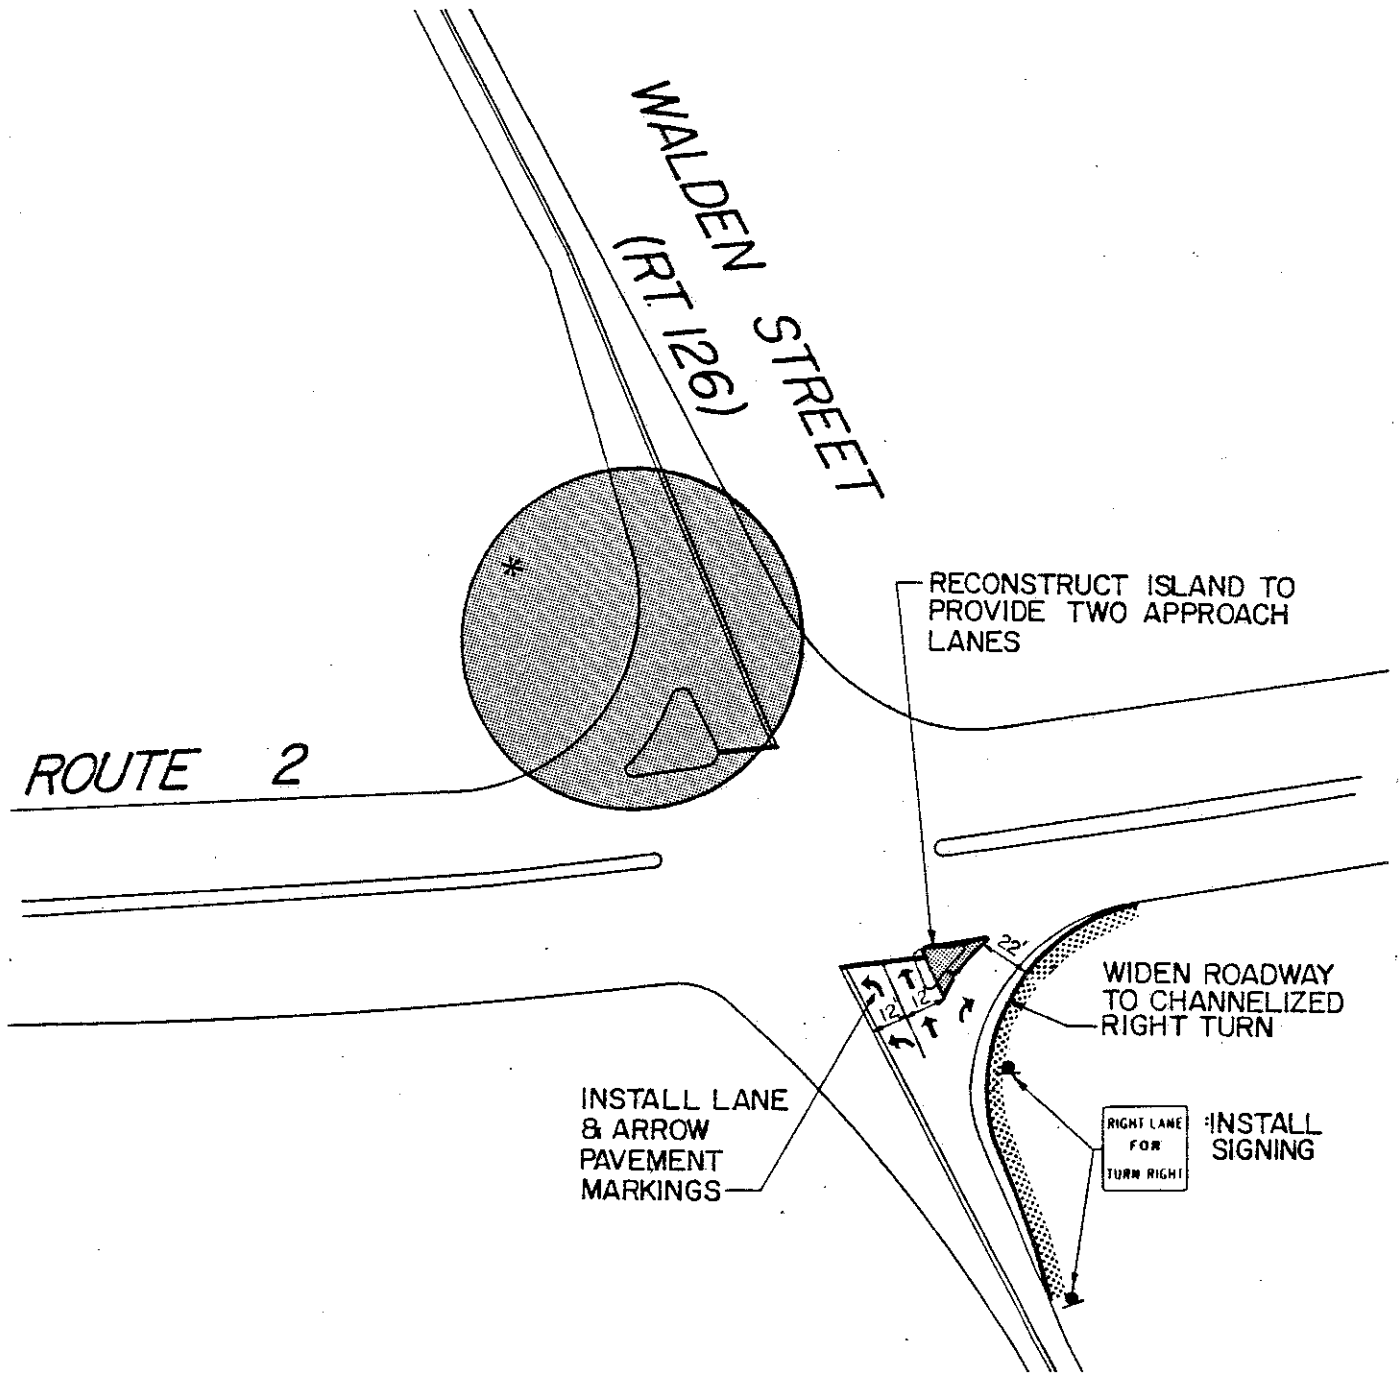 WALDEN STREET
(RT. 126)
*
RECONSTRUCT ISLAND TO
PROVIDE TWO APPROACH
LANES
ROUTE 2
22'
12'
12'
WIDEN ROADWAY
TO CHANNELIZED
RIGHT TURN
INSTALL LANE
& ARROW
PAVEMENT
MARKINGS
RIGHT LANE
FOR
TURN RIGHT
:INSTALL
SIGNING